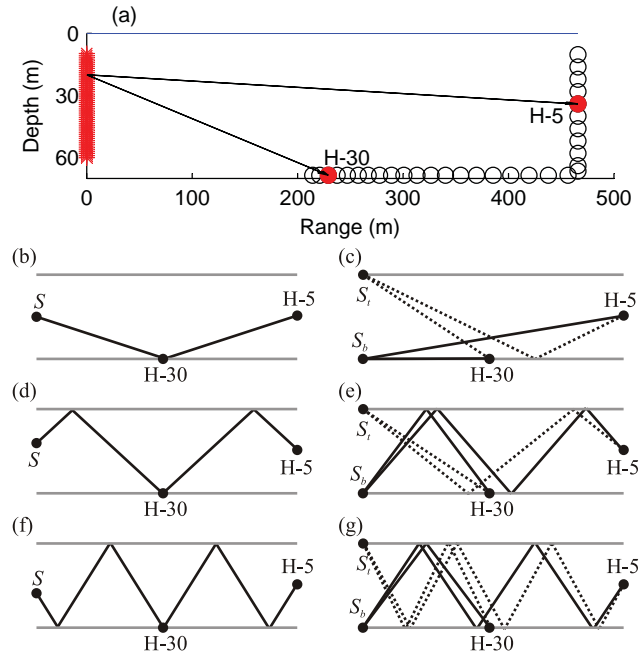 (a)
0
30
60
Depth (m)
H-5
H-30
0 100 200 300 400 500
Range (m)
(b) (c)
S H-5 S_t H-5
S_b
H-30 H-30
(d) (e)
S H-5 S_t H-5
S_b
H-30 H-30
(f) (g)
S H-5 S_t H-5
S_b
H-30 H-30